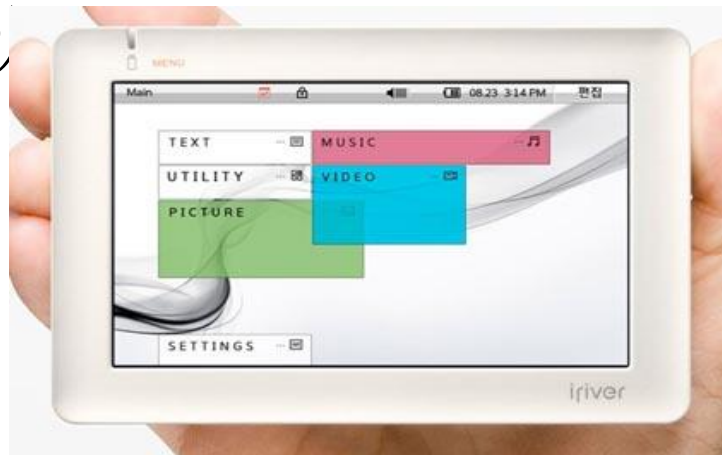 MENU
Main 08.23 3:14 PM 편집
TEXT MUSIC
UTILITY VIDEO
PICTURE
SETTINGS
iriver